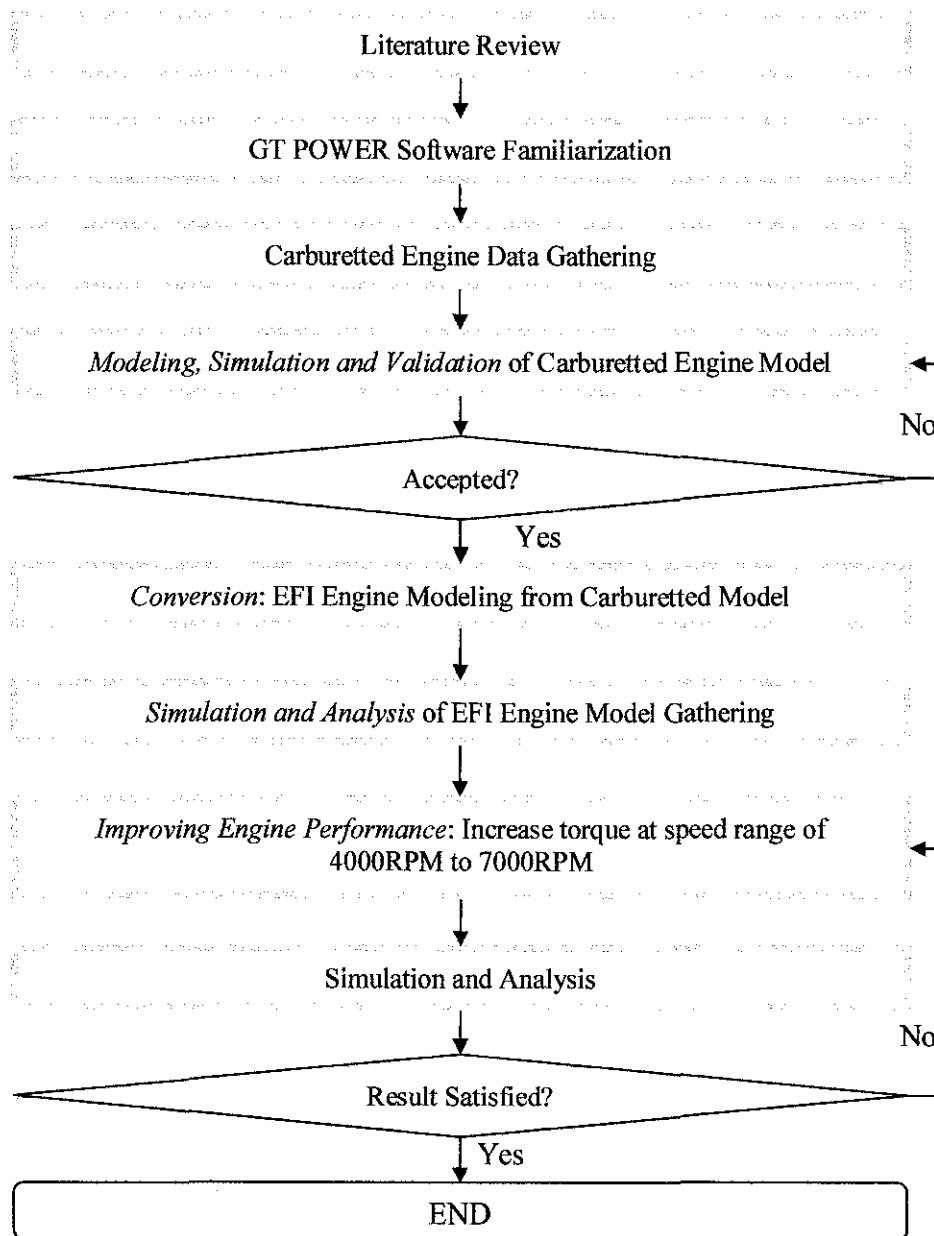 Literature Review
GT POWER Software Familiarization
Carburetted Engine Data Gathering
Modeling, Simulation and Validation of Carburetted Engine Model
No
Accepted?
Yes
Conversion: EFI Engine Modeling from Carburetted Model
Simulation and Analysis of EFI Engine Model Gathering
Improving Engine Performance: Increase torque at speed range of
4000RPM to 7000RPM
Simulation and Analysis
No
Result Satisfied?
Yes
END